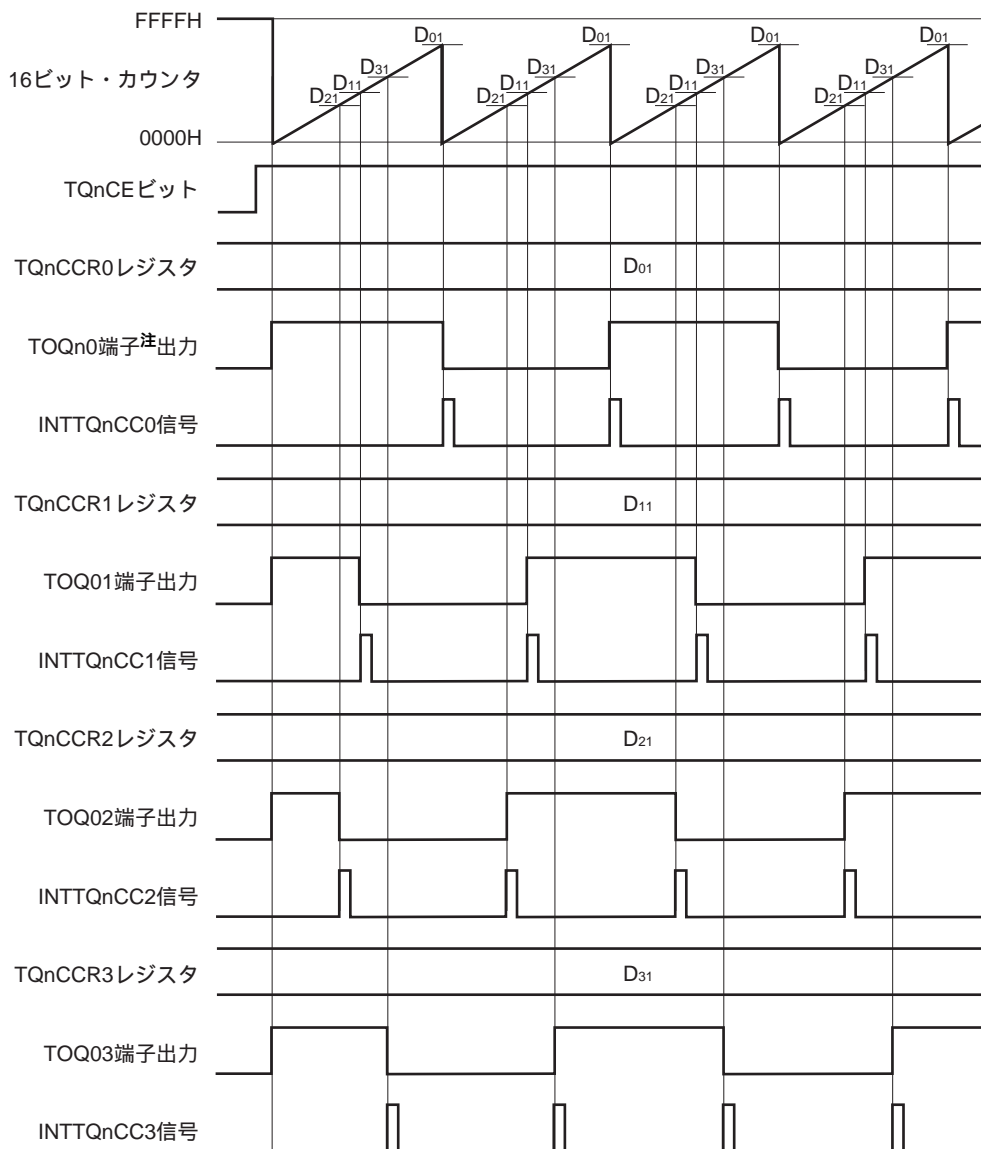 FFFFH
D01 D01 D01 D01
16ビット・カウンタ
D31 D31 D31 D31
D11 D11 D11 D11
D21 D21 D21 D21
0000H
TQnCEビット
TQnCCR0レジスタ D01
TOQn0端子注出力
INTTQnCC0信号
TQnCCR1レジスタ D11
TOQ01端子出力
INTTQnCC1信号
TQnCCR2レジスタ D21
TOQ02端子出力
INTTQnCC2信号
TQnCCR3レジスタ D31
TOQ03端子出力
INTTQnCC3信号